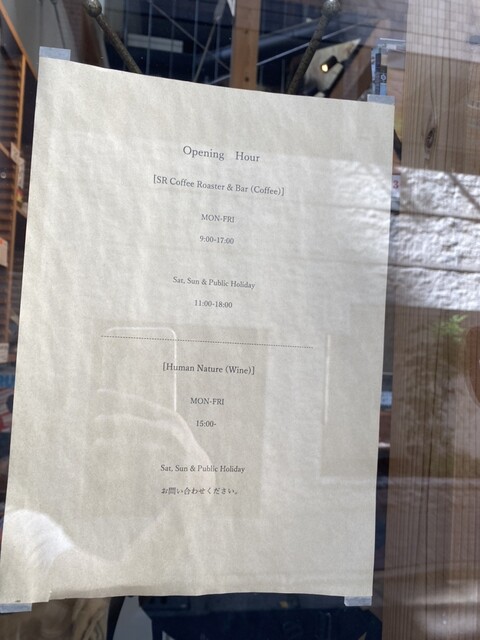 Opening Hour
[SR Coffee Roaster & Bar (Coffee)]
MON-FRI
9:00-17:00
Sat, Sun & Public Holiday
11:00-18:00
[Human Nature (Wine)]
MON-FRI
15:00-
Sat, Sun & Public Holiday
お問い合わせください。